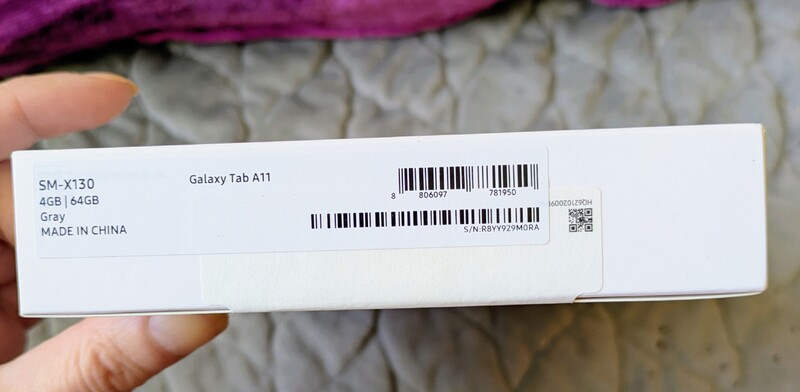 SM-X130
4GB | 64GB
Gray
MADE IN CHINA
Galaxy Tab A11
8 806097 781950
S/N:R8YY929M0RA